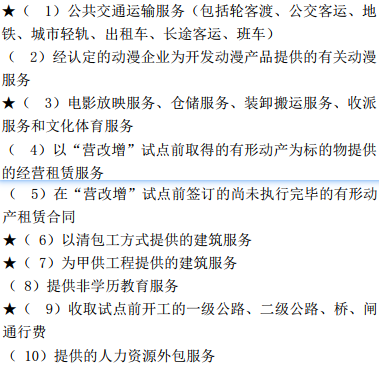 ★（ 1）公共交通运输服务（包括轮客渡、公交客运、地
铁、城市轻轨、出租车、长途客运、班车）
（ 2）经认定的动漫企业为开发动漫产品提供的有关动漫
服务
★（ 3）电影放映服务、仓储服务、装卸搬运服务、收派
服务和文化体育服务
（ 4）以“营改增”试点前取得的有形动产为标的物提供
的经营租赁服务
（ 5）在“营改增”试点前签订的尚未执行完毕的有形动
产租赁合同
★（ 6）以清包工方式提供的建筑服务
★（ 7）为甲供工程提供的建筑服务
（ 8）提供非学历教育服务
★（ 9）收取试点前开工的一级公路、二级公路、桥、闸
通行费
（ 10）提供的人力资源外包服务